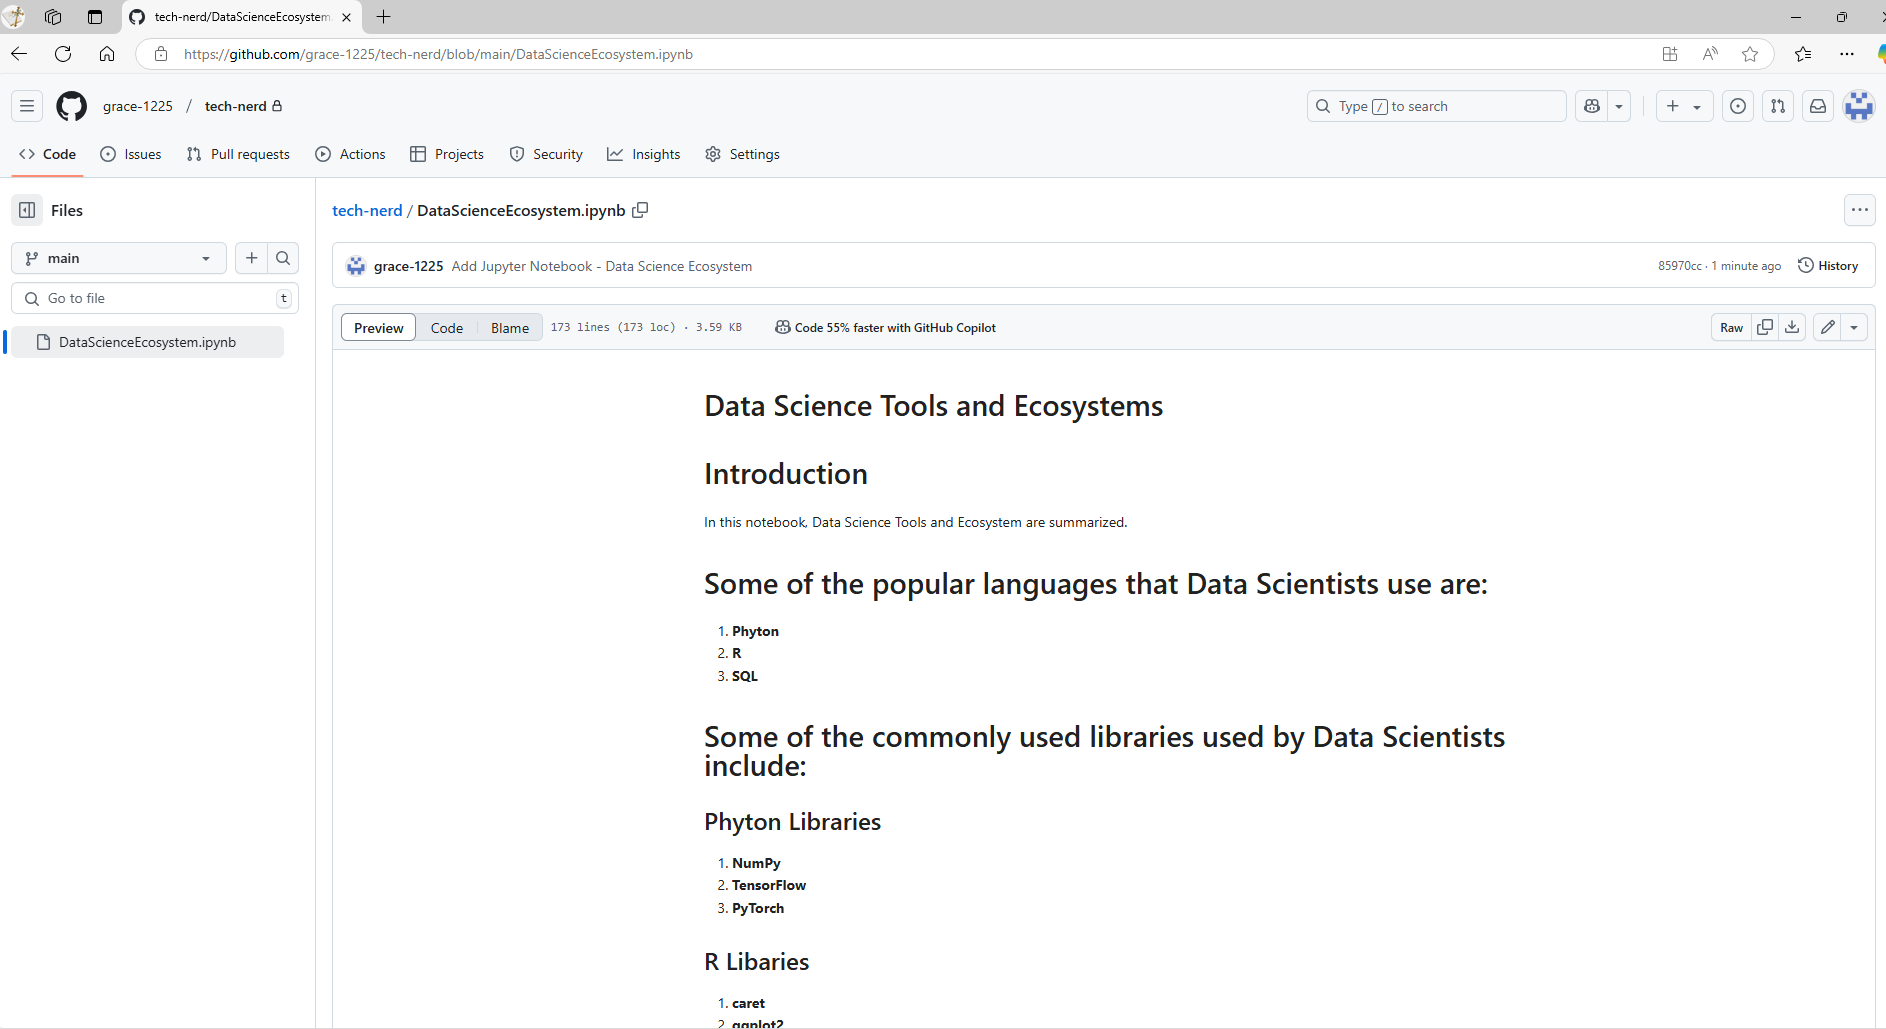 tech-nerd/DataScienceEcosystem.
https://github.com/grace-1225/tech-nerd/blob/main/DataScienceEcosystem.ipynb
grace-1225 / tech-nerd
Type / to search
Code Issues Pull requests Actions Projects Security Insights Settings
Files
main
Go to file t
DataScienceEcosystem.ipynb
tech-nerd / DataScienceEcosystem.ipynb
grace-1225 Add Jupyter Notebook - Data Science Ecosystem 85970cc · 1 minute ago History
Preview Code Blame 173 lines (173 loc) · 3.59 KB Code 55% faster with GitHub Copilot Raw
Data Science Tools and Ecosystems
Introduction
In this notebook, Data Science Tools and Ecosystem are summarized.
Some of the popular languages that Data Scientists use are:
1. Phyton
2. R
3. SQL
Some of the commonly used libraries used by Data Scientists
include:
Phyton Libraries
1. NumPy
2. TensorFlow
3. PyTorch
R Libaries
1. caret
2. ggplot2